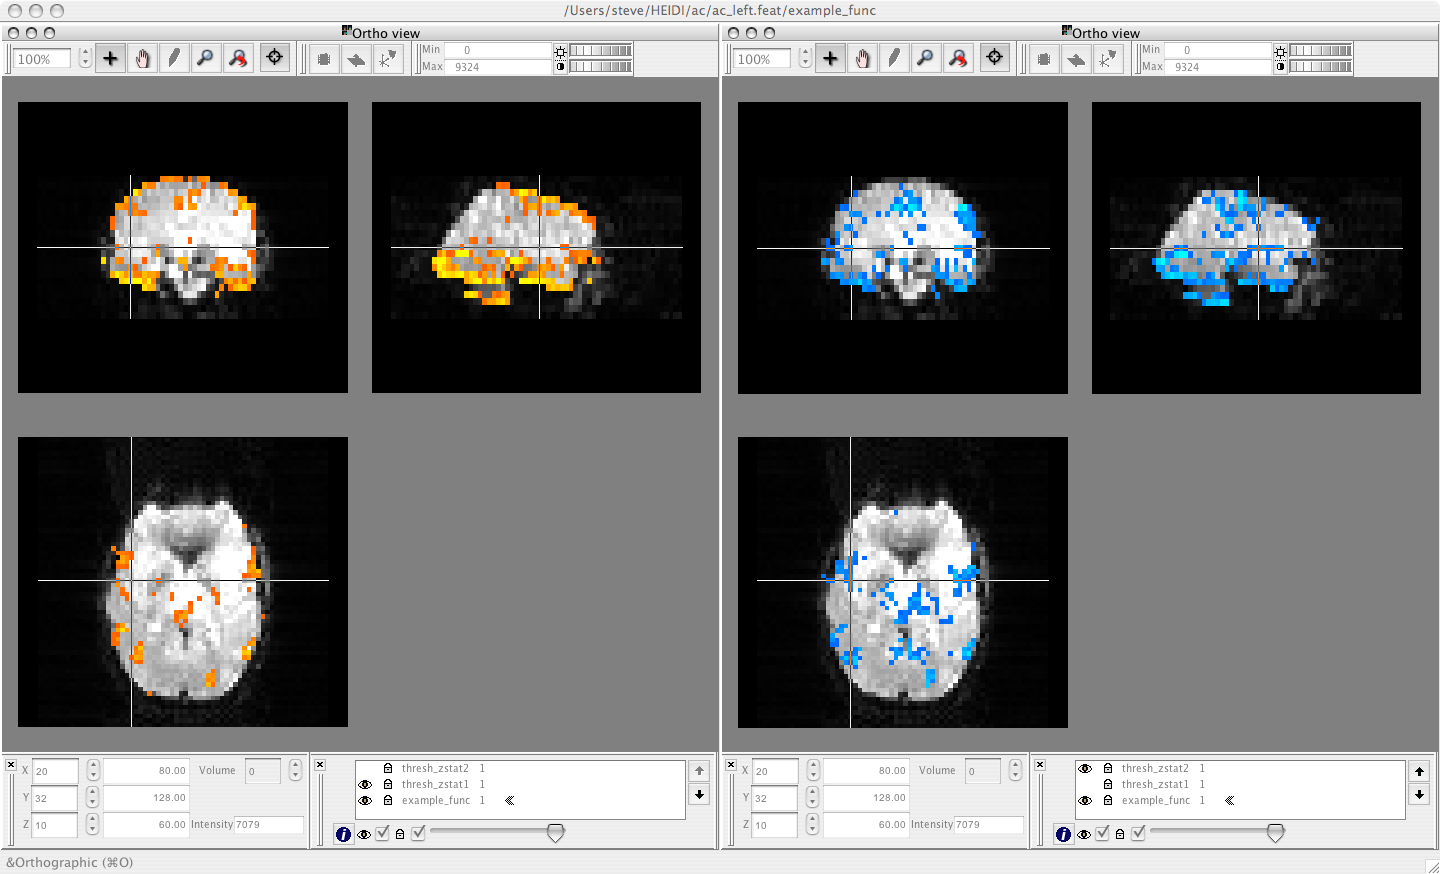 /Users/steve/HEIDI/ac/ac_left.feat/example_func
Ortho view
100%
Min 0
Max 9324
X 20 80.00 Volume 0
Y 32 128.00
Z 10 60.00 Intensity 7079
thresh_zstat2 1
thresh_zstat1 1
example_func 1
Ortho view
100%
Min 0
Max 9324
X 20 80.00 Volume 0
Y 32 128.00
Z 10 60.00 Intensity 7079
thresh_zstat2 1
thresh_zstat1 1
example_func 1
&Orthographic (⌘O)